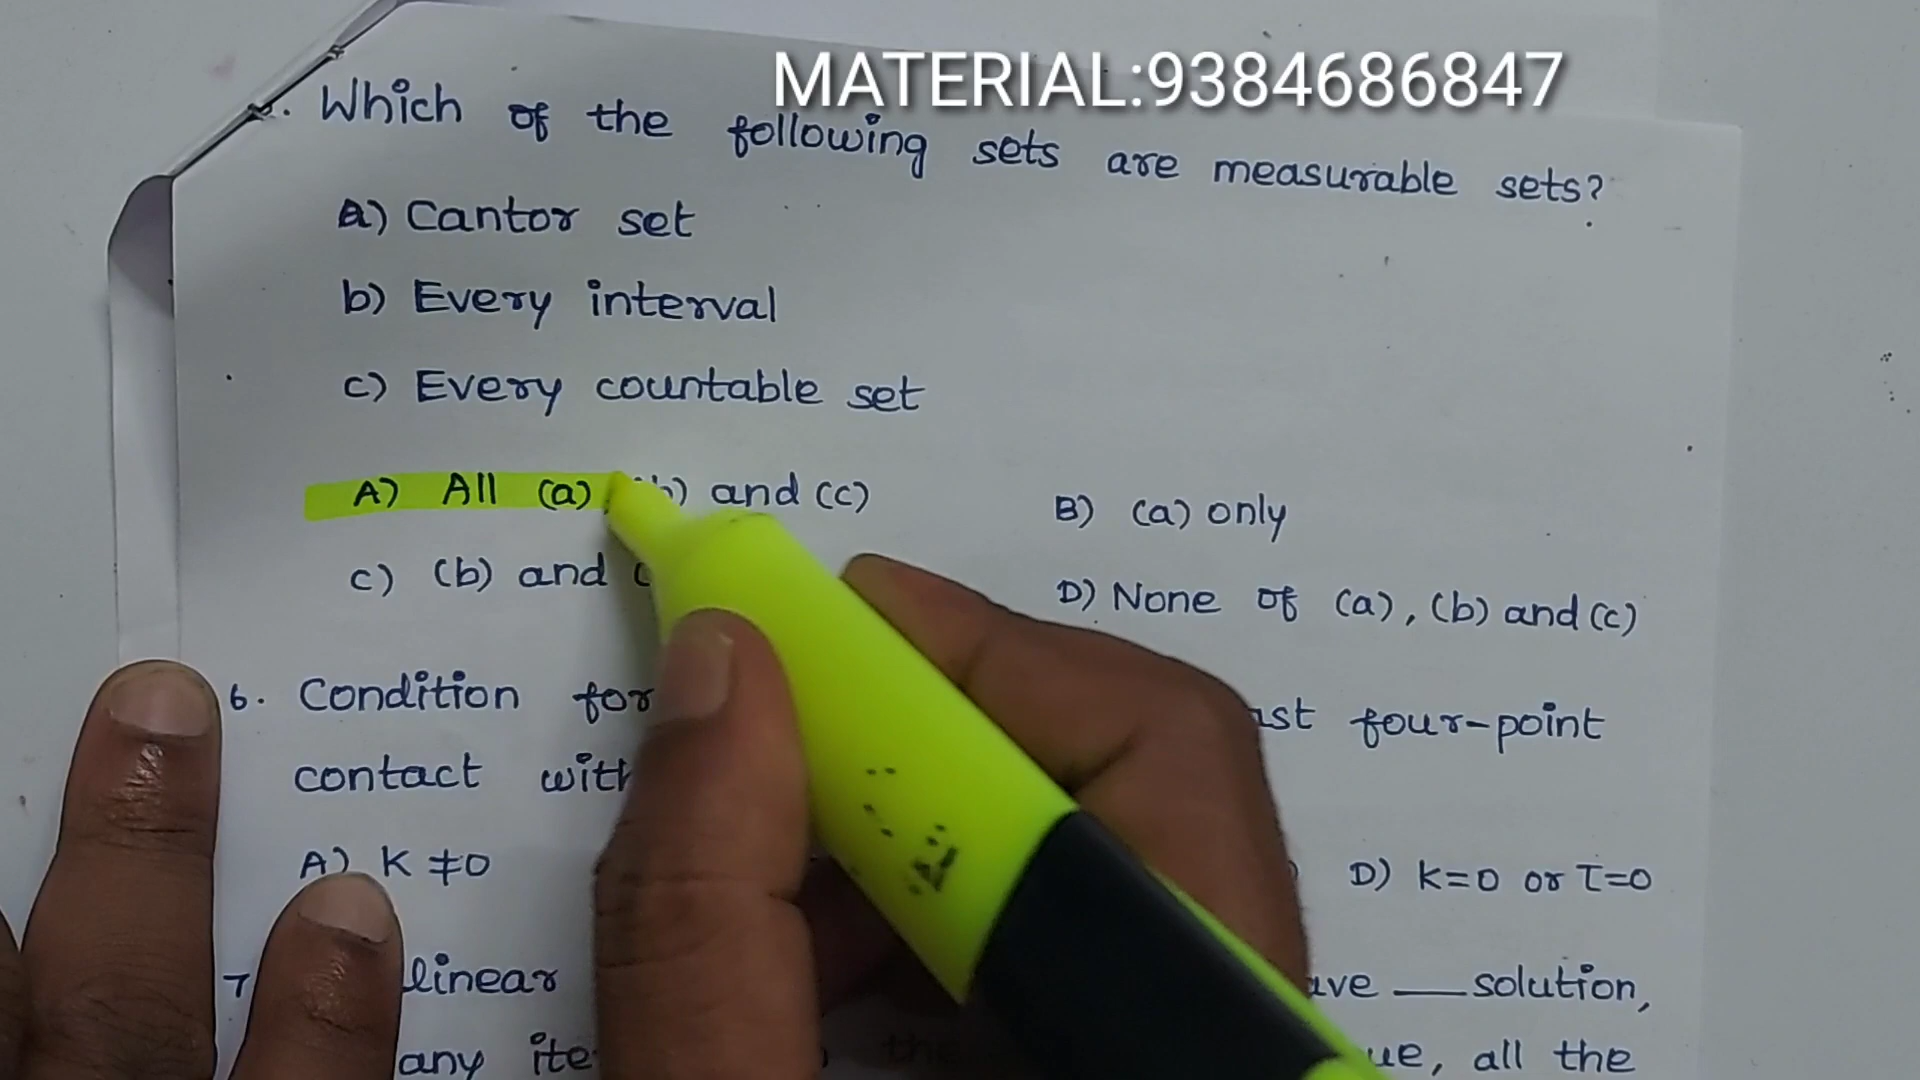 MATERIAL:9384686847
Which of the following sets are measurable sets?
a) Cantor set
b) Every interval
c) Every countable set
A) All (a), (b) and (c)
B) (a) only
c) (b) and
D) None of (a), (b) and (c)
6. Condition for four-point
contact with
A) K ≠0
D) K=0 or τ=0
7 linear solution,
any all the